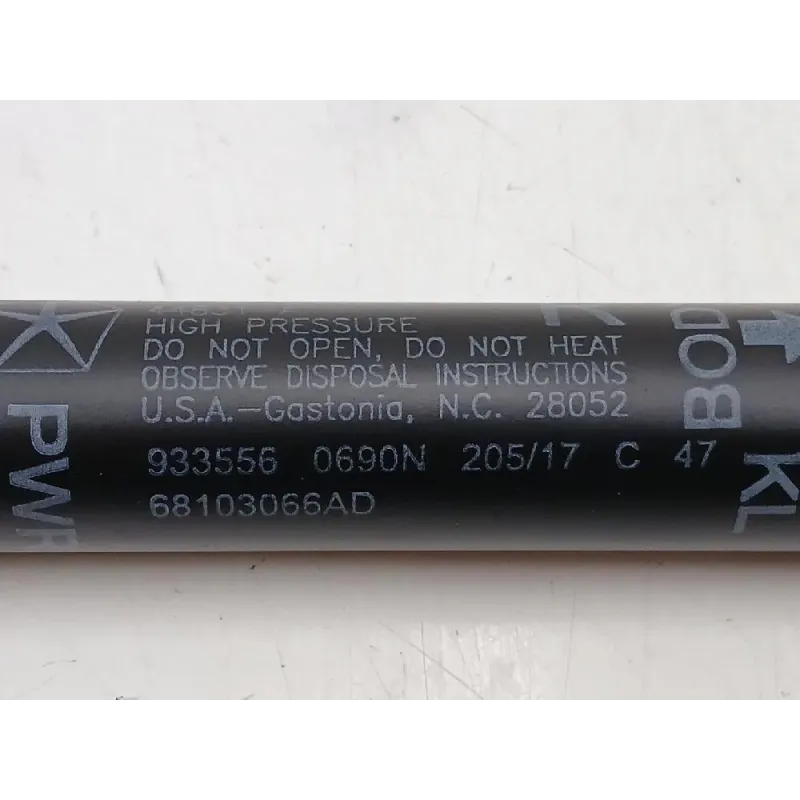 HIGH PRESSURE
DO NOT OPEN, DO NOT HEAT
OBSERVE DISPOSAL INSTRUCTIONS
U.S.A.-Gastonia, N.C. 28052
933556 0690N 205/17 C 47
68103066AD
PWR
BOD
KL